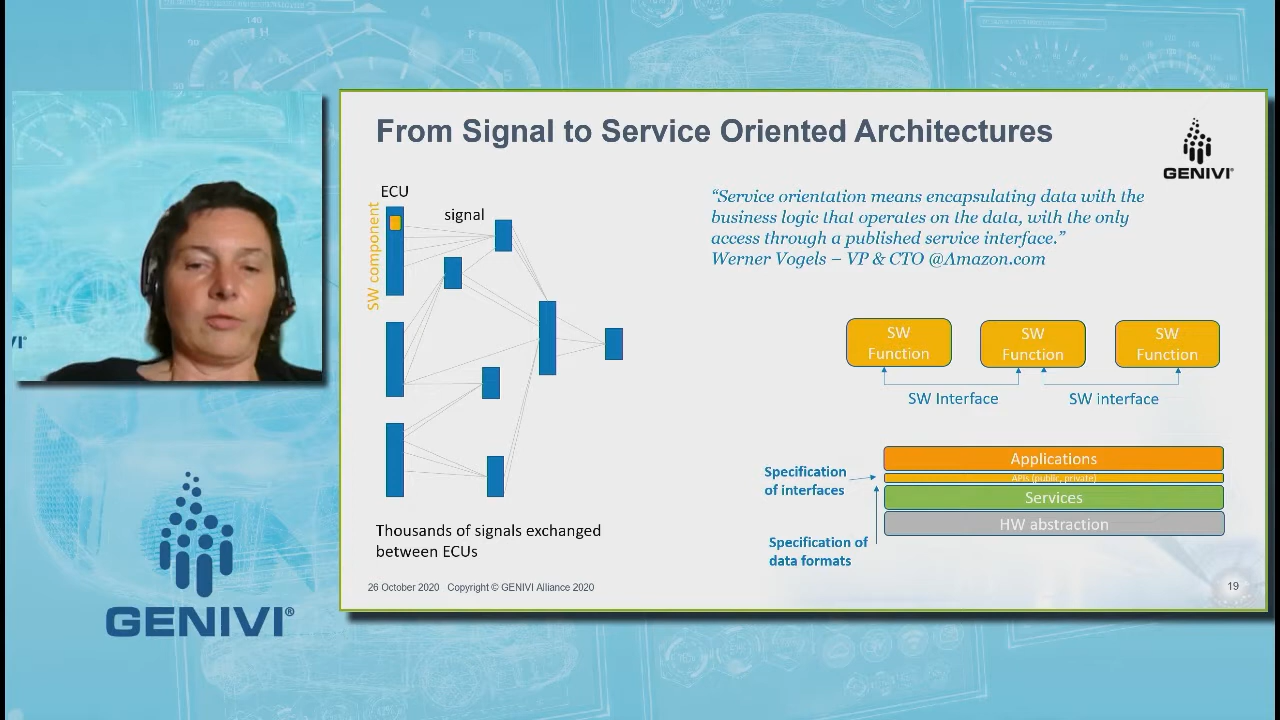 From Signal to Service Oriented Architectures
GENIVI®
ECU
signal
SW component
“Service orientation means encapsulating data with the
business logic that operates on the data, with the only
access through a published service interface.”
Werner Vogels – VP & CTO @Amazon.com
SW
Function
SW
Function
SW
Function
SW Interface
SW interface
Specification
of interfaces
Applications
APIs (public, private)
Services
HW abstraction
Specification of
data formats
Thousands of signals exchanged
between ECUs
26 October 2020 Copyright © GENIVI Alliance 2020
19
GENIVI®